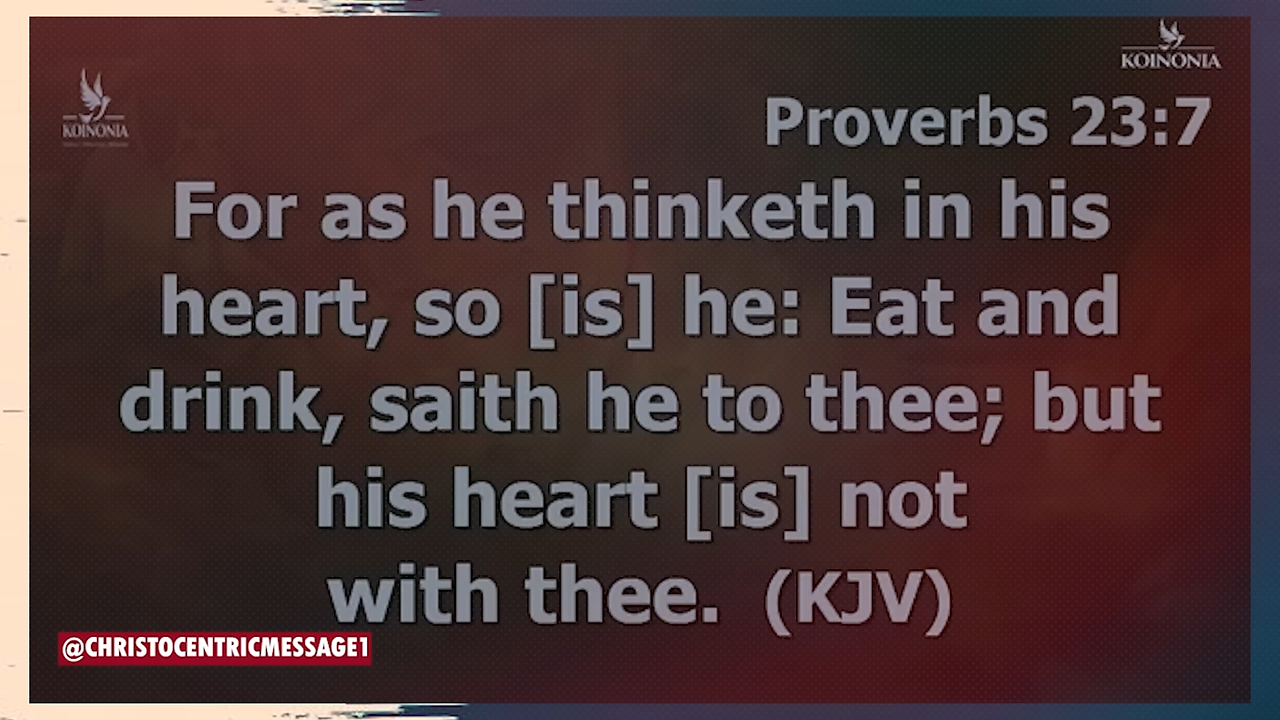 KOINONIA
KOINONIA
Proverbs 23:7
For as he thinketh in his
heart, so [is] he: Eat and
drink, saith he to thee; but
his heart [is] not
with thee. (KJV)
@CHRISTOCENTRICMESSAGE1